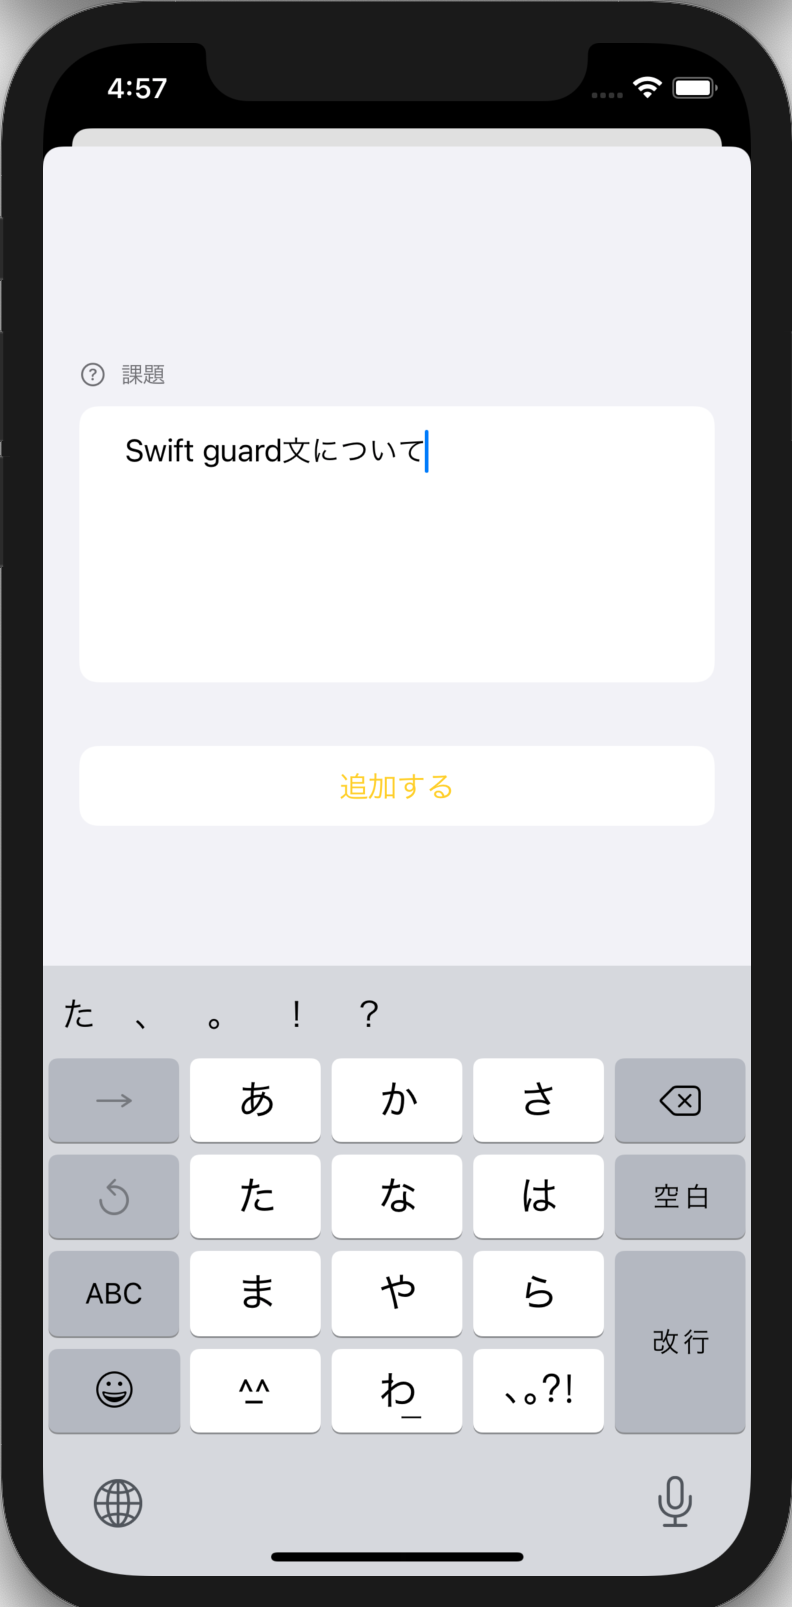 4:57
課題
Swift guard文について
追加する
た 、 。 ! ?
→ あ か さ
た な は 空白
ABC ま や ら 改行
^^ わ 、。?!